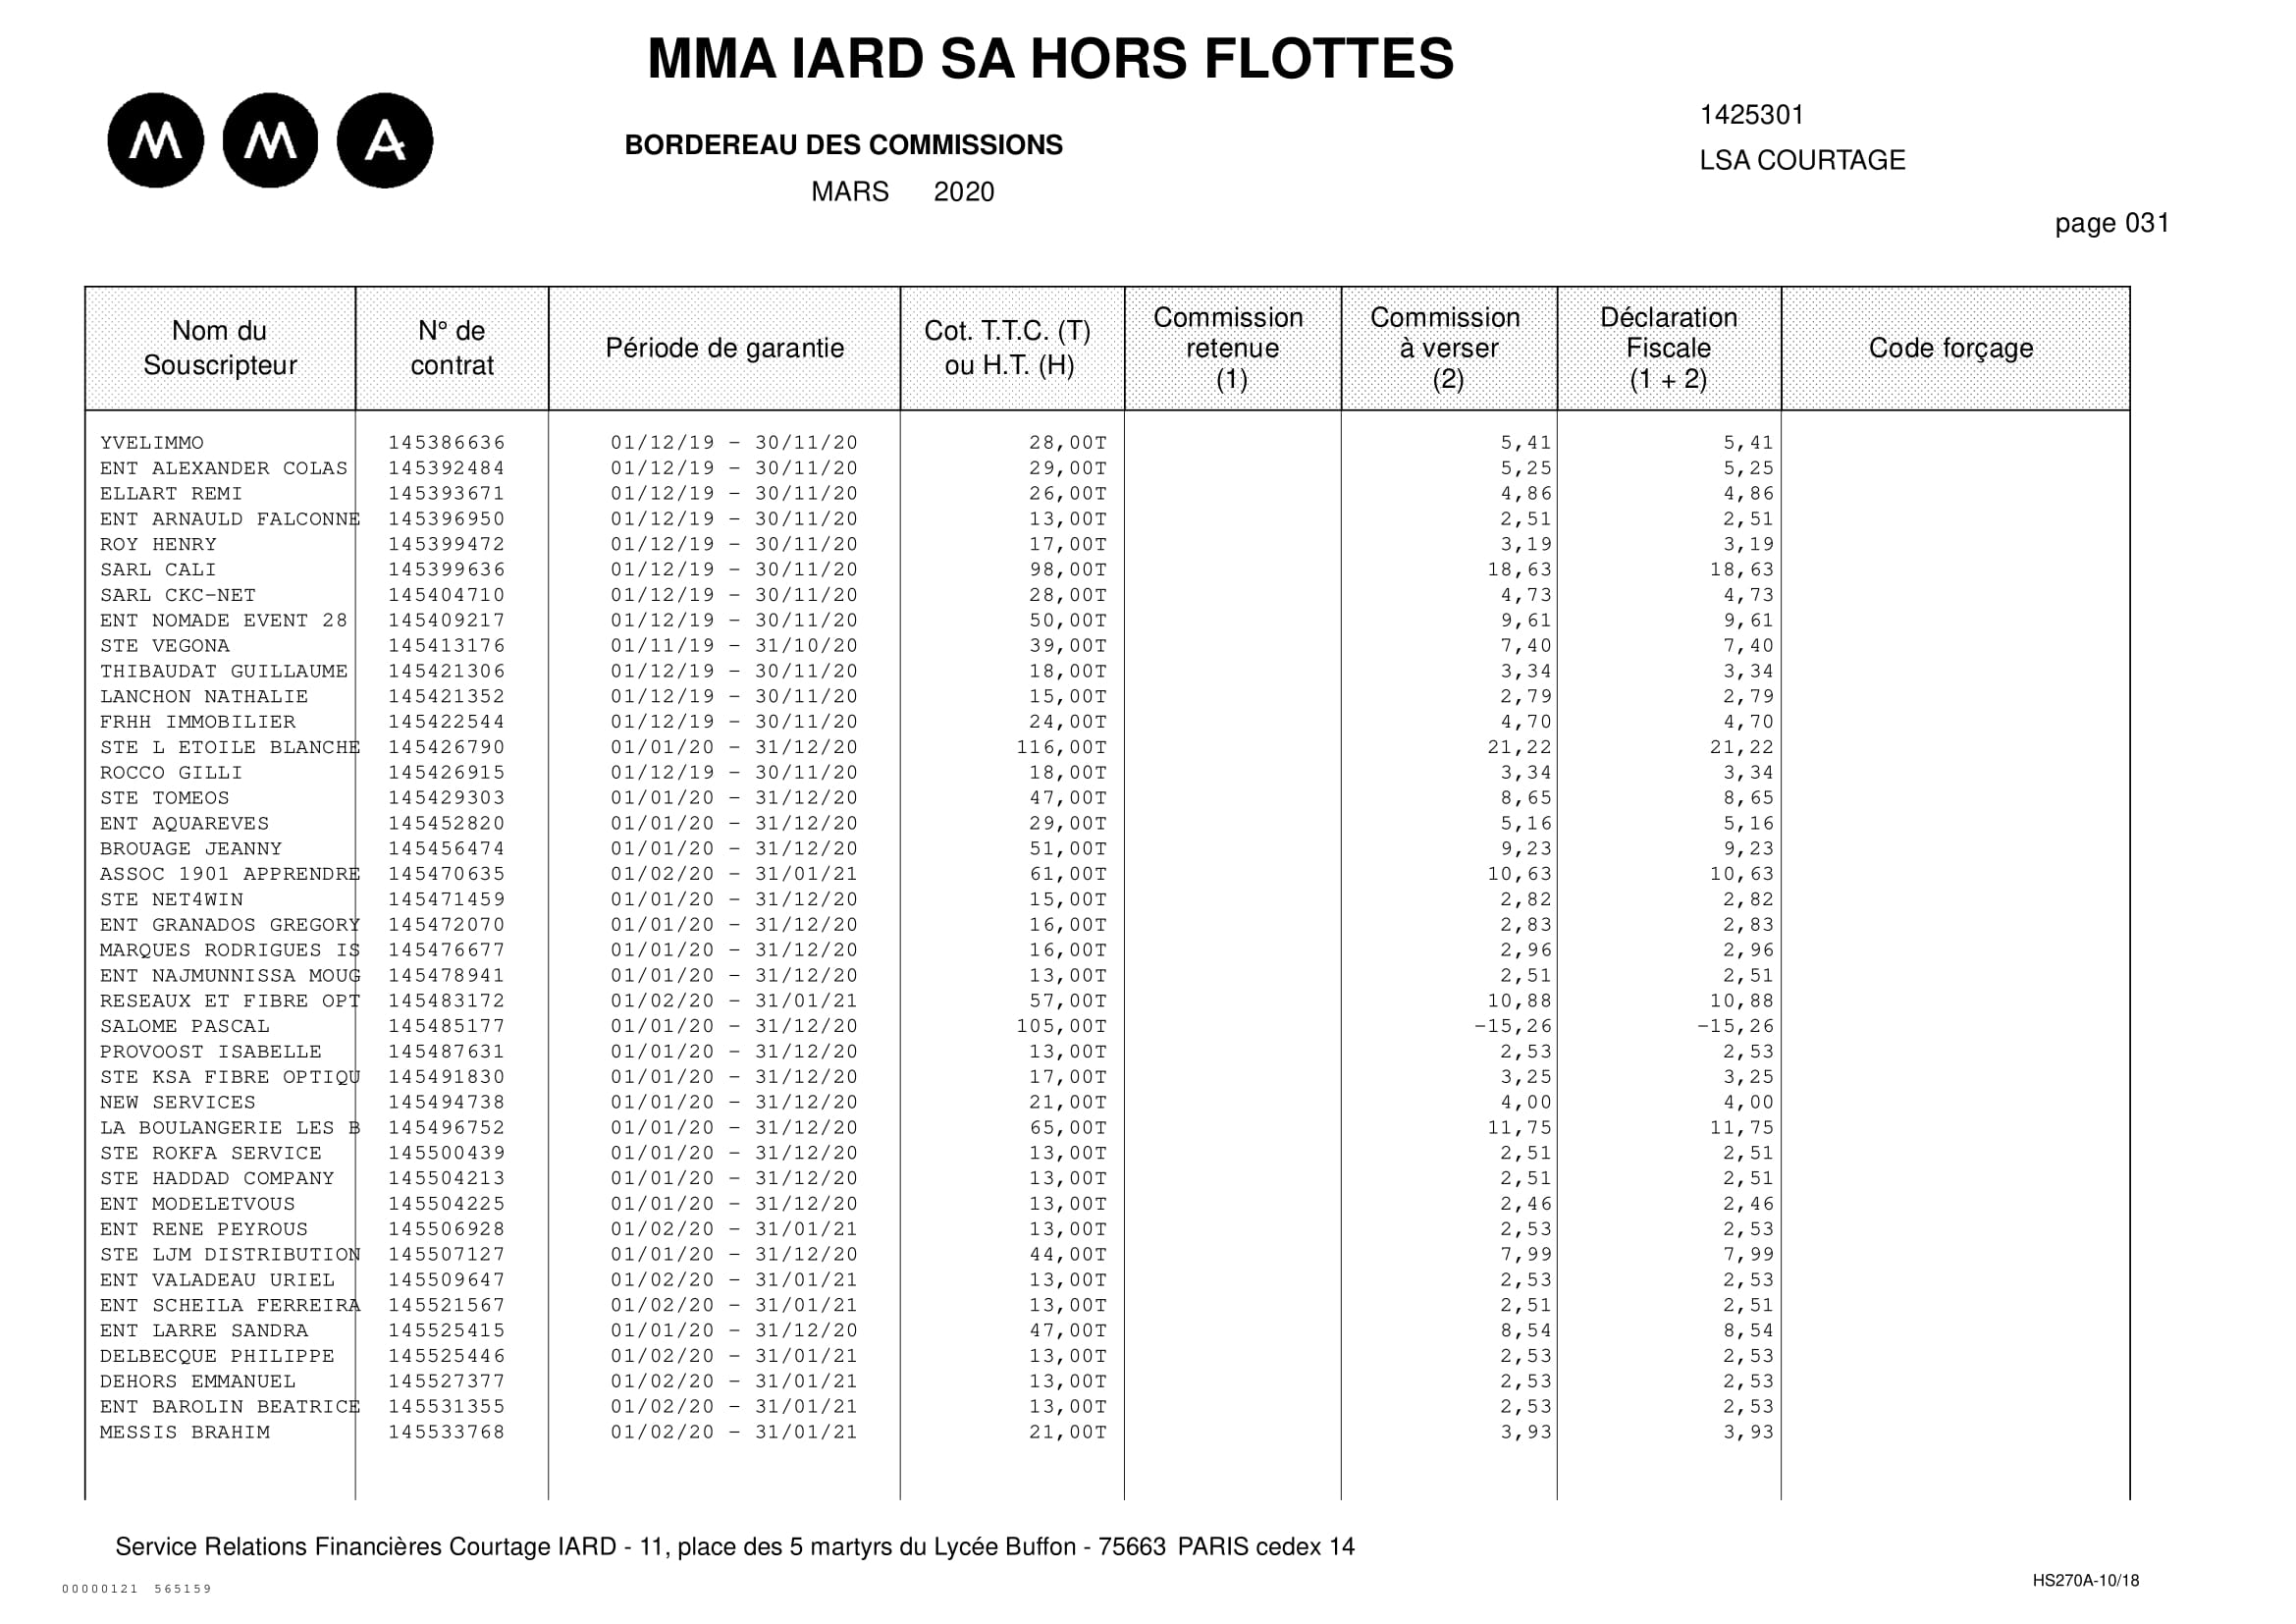 MMA IARD SA HORS FLOTTES
M M A
BORDEREAU DES COMMISSIONS
MARS 2020
1425301
LSA COURTAGE
page 031
Nom du Souscripteur | N° de contrat | Période de garantie | Cot. T.T.C. (T) ou H.T. (H) | Commission retenue (1) | Commission à verser (2) | Déclaration Fiscale (1 + 2) | Code forçage
YVELIMMO 145386636 01/12/19 - 30/11/20 28,00T 5,41 5,41
ENT ALEXANDER COLAS 145392484 01/12/19 - 30/11/20 29,00T 5,25 5,25
ELLART REMI 145393671 01/12/19 - 30/11/20 26,00T 4,86 4,86
ENT ARNAULD FALCONNE 145396950 01/12/19 - 30/11/20 13,00T 2,51 2,51
ROY HENRY 145399472 01/12/19 - 30/11/20 17,00T 3,19 3,19
SARL CALI 145399636 01/12/19 - 30/11/20 98,00T 18,63 18,63
SARL CKC-NET 145404710 01/12/19 - 30/11/20 28,00T 4,73 4,73
ENT NOMADE EVENT 28 145409217 01/12/19 - 30/11/20 50,00T 9,61 9,61
STE VEGONA 145413176 01/11/19 - 31/10/20 39,00T 7,40 7,40
THIBAUDAT GUILLAUME 145421306 01/12/19 - 30/11/20 18,00T 3,34 3,34
LANCHON NATHALIE 145421352 01/12/19 - 30/11/20 15,00T 2,79 2,79
FRHH IMMOBILIER 145422544 01/12/19 - 30/11/20 24,00T 4,70 4,70
STE L ETOILE BLANCHE 145426790 01/01/20 - 31/12/20 116,00T 21,22 21,22
ROCCO GILLI 145426915 01/12/19 - 30/11/20 18,00T 3,34 3,34
STE TOMEOS 145429303 01/01/20 - 31/12/20 47,00T 8,65 8,65
ENT AQUAREVES 145452820 01/01/20 - 31/12/20 29,00T 5,16 5,16
BROUAGE JEANNY 145456474 01/01/20 - 31/12/20 51,00T 9,23 9,23
ASSOC 1901 APPRENDRE 145470635 01/02/20 - 31/01/21 61,00T 10,63 10,63
STE NET4WIN 145471459 01/01/20 - 31/12/20 15,00T 2,82 2,82
ENT GRANADOS GREGORY 145472070 01/01/20 - 31/12/20 16,00T 2,83 2,83
MARQUES RODRIGUES IS 145476677 01/01/20 - 31/12/20 16,00T 2,96 2,96
ENT NAJMUNNISSA MOUG 145478941 01/01/20 - 31/12/20 13,00T 2,51 2,51
RESEAUX ET FIBRE OPT 145483172 01/02/20 - 31/01/21 57,00T 10,88 10,88
SALOME PASCAL 145485177 01/01/20 - 31/12/20 105,00T -15,26 -15,26
PROVOOST ISABELLE 145487631 01/01/20 - 31/12/20 13,00T 2,53 2,53
STE KSA FIBRE OPTIQU 145491830 01/01/20 - 31/12/20 17,00T 3,25 3,25
NEW SERVICES 145494738 01/01/20 - 31/12/20 21,00T 4,00 4,00
LA BOULANGERIE LES B 145496752 01/01/20 - 31/12/20 65,00T 11,75 11,75
STE ROKFA SERVICE 145500439 01/01/20 - 31/12/20 13,00T 2,51 2,51
STE HADDAD COMPANY 145504213 01/01/20 - 31/12/20 13,00T 2,51 2,51
ENT MODELETVOUS 145504225 01/01/20 - 31/12/20 13,00T 2,46 2,46
ENT RENE PEYROUS 145506928 01/02/20 - 31/01/21 13,00T 2,53 2,53
STE LJM DISTRIBUTION 145507127 01/01/20 - 31/12/20 44,00T 7,99 7,99
ENT VALADEAU URIEL 145509647 01/02/20 - 31/01/21 13,00T 2,53 2,53
ENT SCHEILA FERREIRA 145521567 01/02/20 - 31/01/21 13,00T 2,51 2,51
ENT LARRE SANDRA 145525415 01/01/20 - 31/12/20 47,00T 8,54 8,54
DELBECQUE PHILIPPE 145525446 01/02/20 - 31/01/21 13,00T 2,53 2,53
DEHORS EMMANUEL 145527377 01/02/20 - 31/01/21 13,00T 2,53 2,53
ENT BAROLIN BEATRICE 145531355 01/02/20 - 31/01/21 13,00T 2,53 2,53
MESSIS BRAHIM 145533768 01/02/20 - 31/01/21 21,00T 3,93 3,93
Service Relations Financières Courtage IARD - 11, place des 5 martyrs du Lycée Buffon - 75663 PARIS cedex 14
00000121 565159
HS270A-10/18